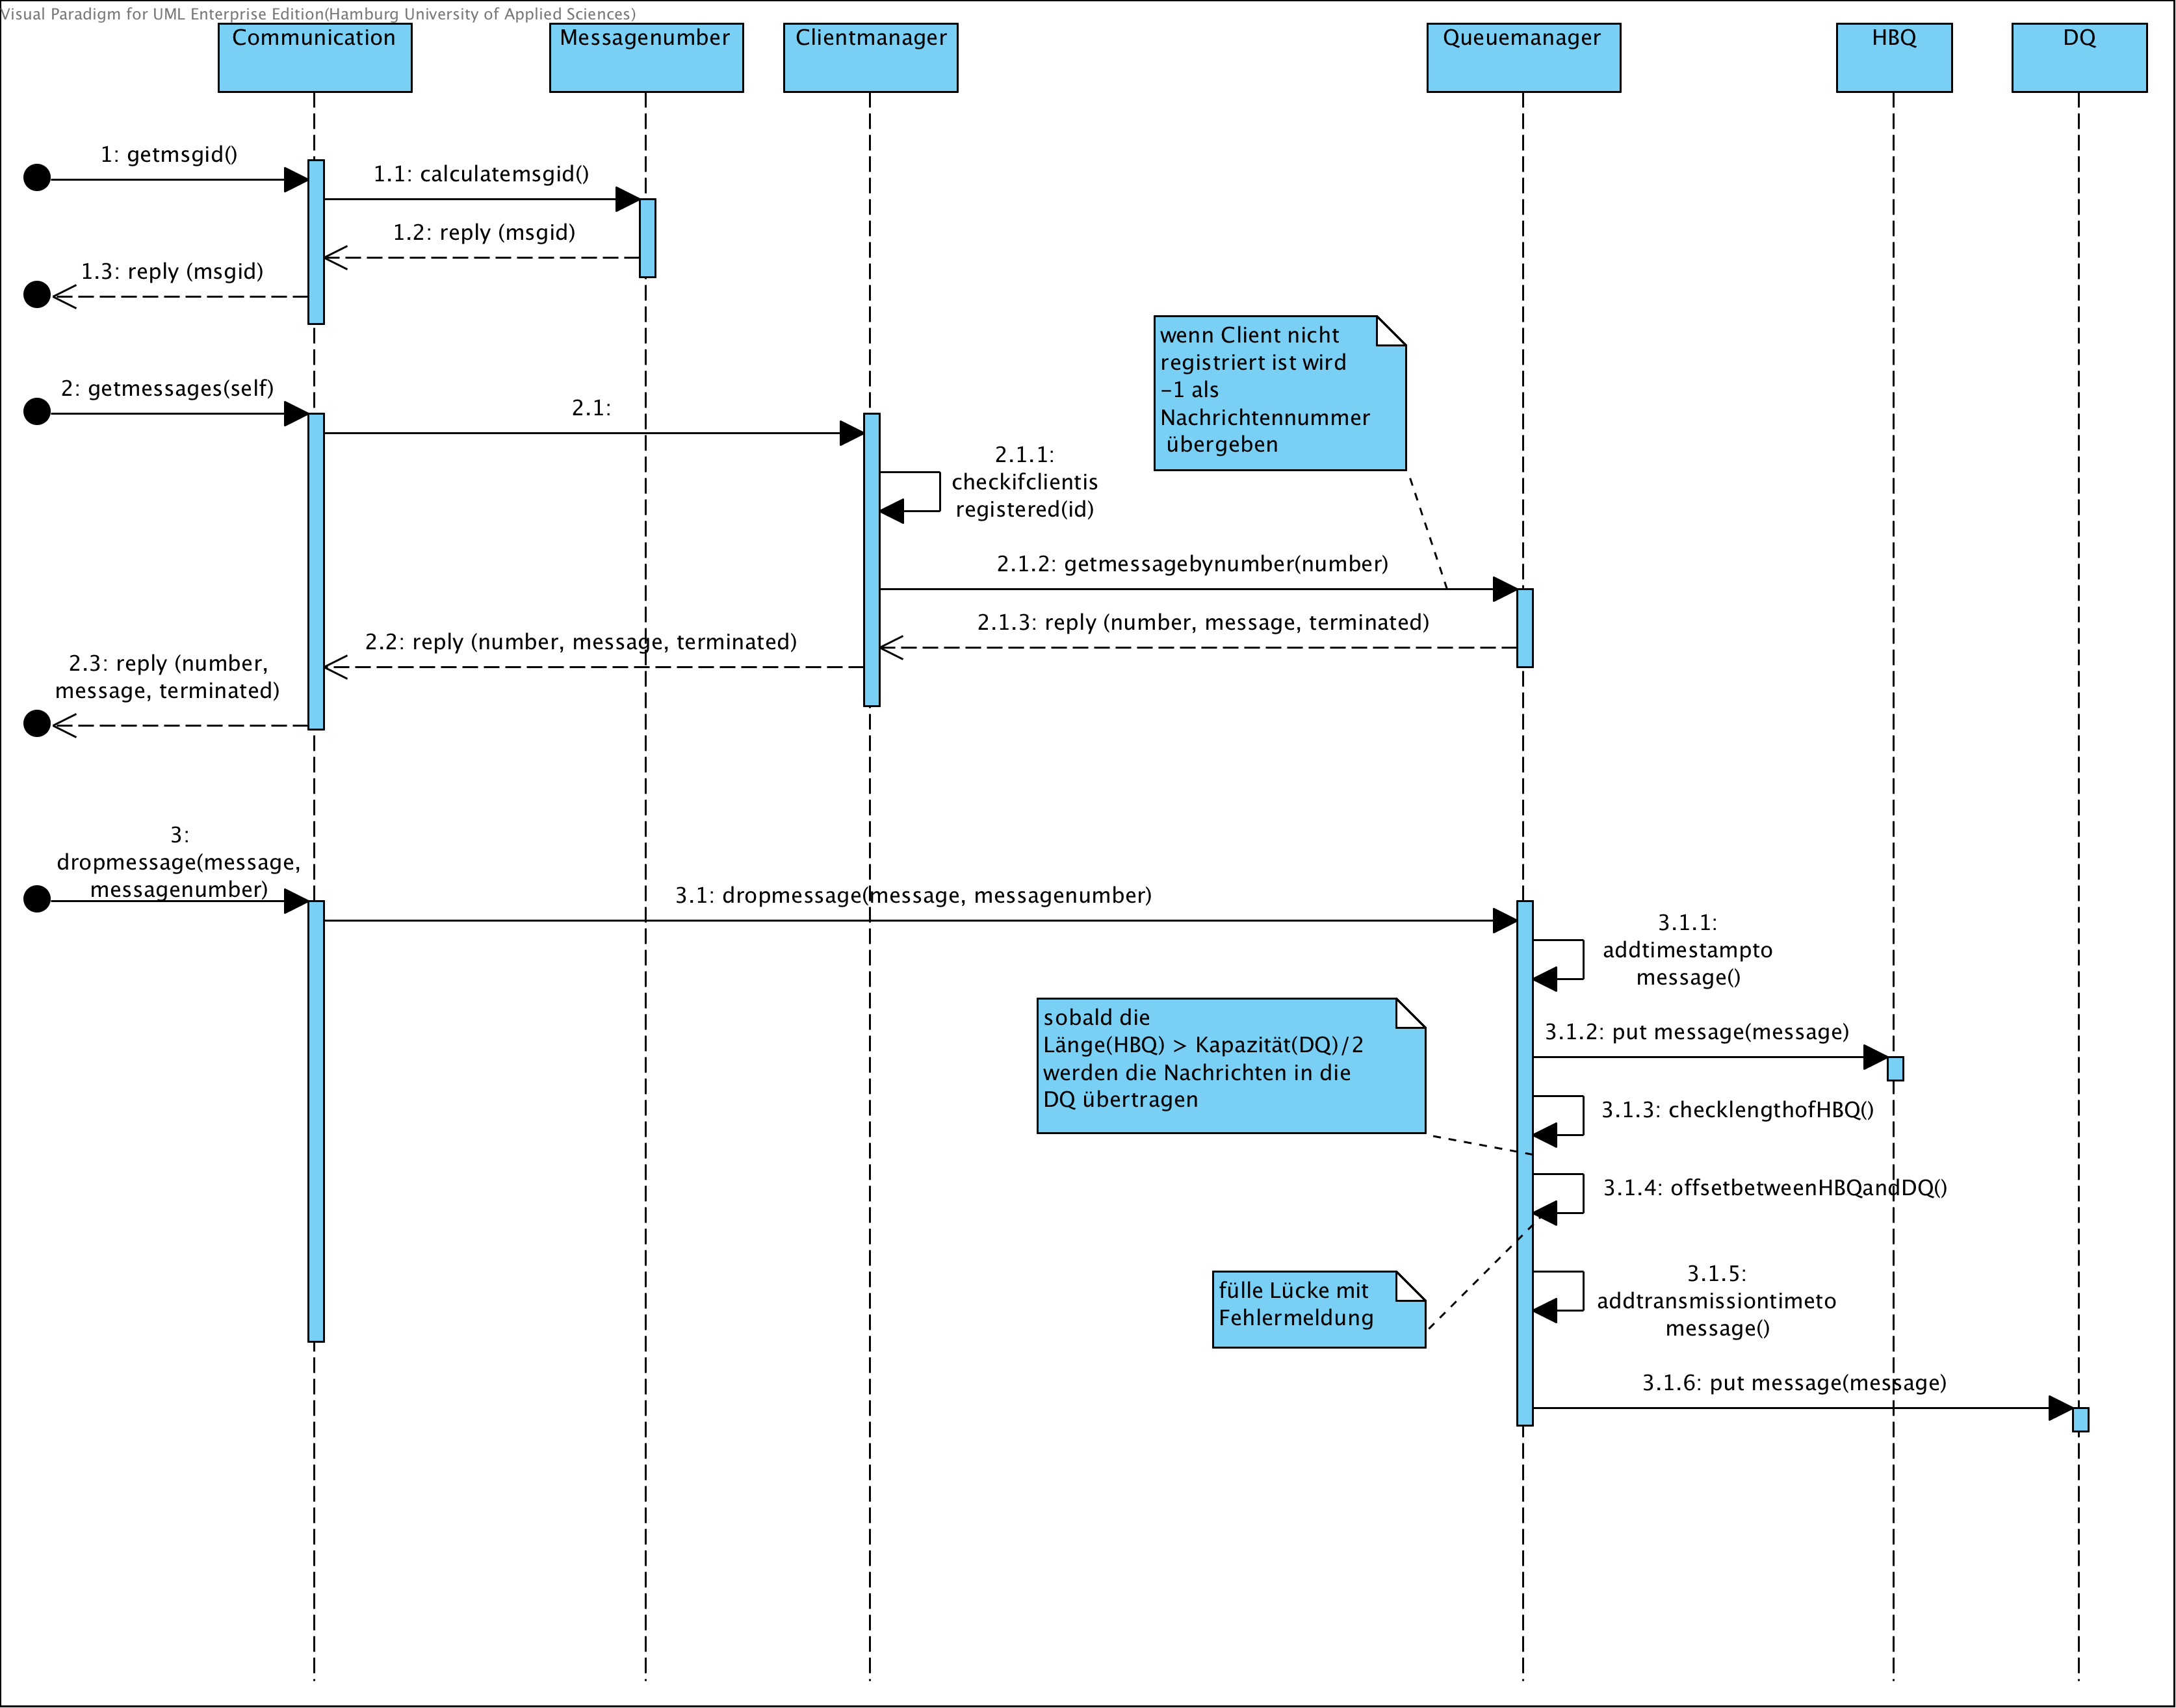 Visual Paradigm for UML Enterprise Edition(Hamburg University of Applied Sciences)
Communication
Messagenumber
Clientmanager
Queuemanager
HBQ
DQ
1: getmsgid()
1.1: calculatemsgid()
1.2: reply (msgid)
1.3: reply (msgid)
wenn Client nicht
registriert ist wird
-1 als
Nachrichtennummer
übergeben
2: getmessages(self)
2.1:
2.1.1:
checkifclientis
registered(id)
2.1.2: getmessagebynumber(number)
2.1.3: reply (number, message, terminated)
2.2: reply (number, message, terminated)
2.3: reply (number,
message, terminated)
3:
dropmessage(message,
messagenumber)
3.1: dropmessage(message, messagenumber)
3.1.1:
addtimestampto
message()
sobald die
Länge(HBQ) > Kapazität(DQ)/2
werden die Nachrichten in die
DQ übertragen
3.1.2: put message(message)
3.1.3: checklengthofHBQ()
3.1.4: offsetbetweenHBQandDQ()
fülle Lücke mit
Fehlermeldung
3.1.5:
addtransmissiontimeto
message()
3.1.6: put message(message)